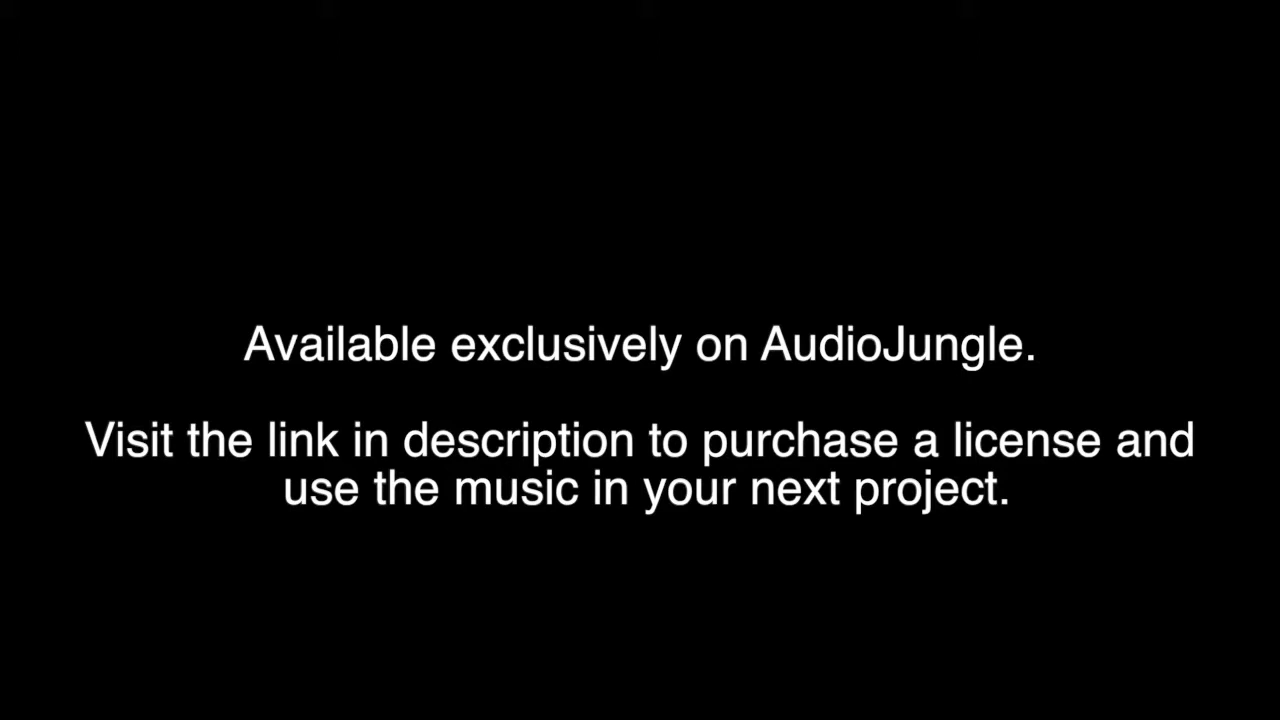 Available exclusively on AudioJungle.
Visit the link in description to purchase a license and
use the music in your next project.